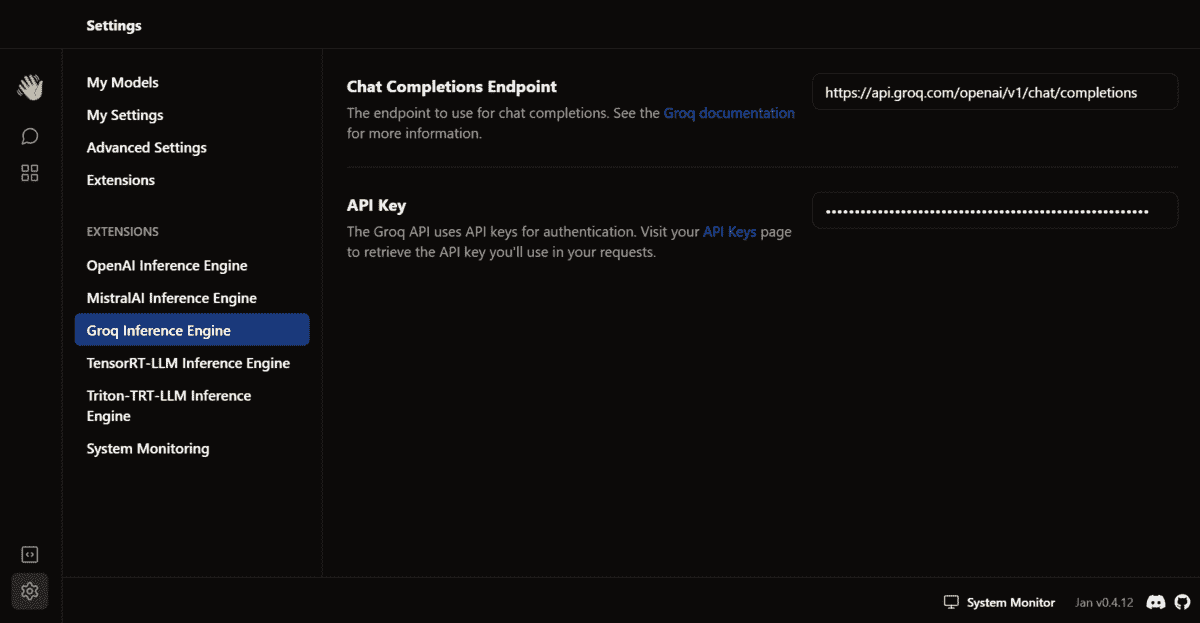 Settings
My Models
My Settings
Advanced Settings
Extensions
EXTENSIONS
OpenAI Inference Engine
MistralAI Inference Engine
Groq Inference Engine
TensorRT-LLM Inference Engine
Triton-TRT-LLM Inference
Engine
System Monitoring
Chat Completions Endpoint
The endpoint to use for chat completions. See the Groq documentation
for more information.
https://api.groq.com/openai/v1/chat/completions
API Key
The Groq API uses API keys for authentication. Visit your API Keys page
to retrieve the API key you'll use in your requests.
System Monitor
Jan v0.4.12